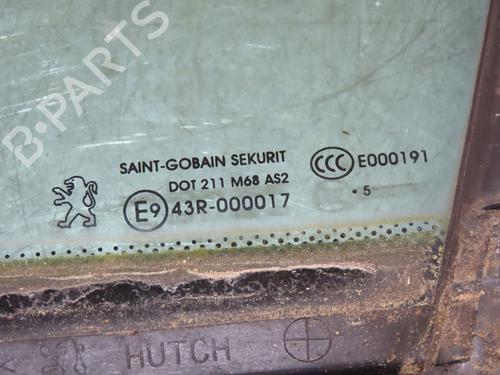 B-PARTS
SAINT-GOBAIN SEKURIT
DOT 211 M68 AS2
E9 43R-000017
CCC E000191
• 5
HUTCH